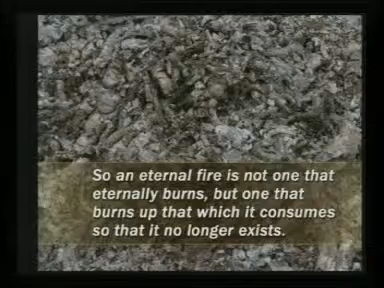 So an eternal fire is not one that
eternally burns, but one that
burns up that which it consumes
so that it no longer exists.